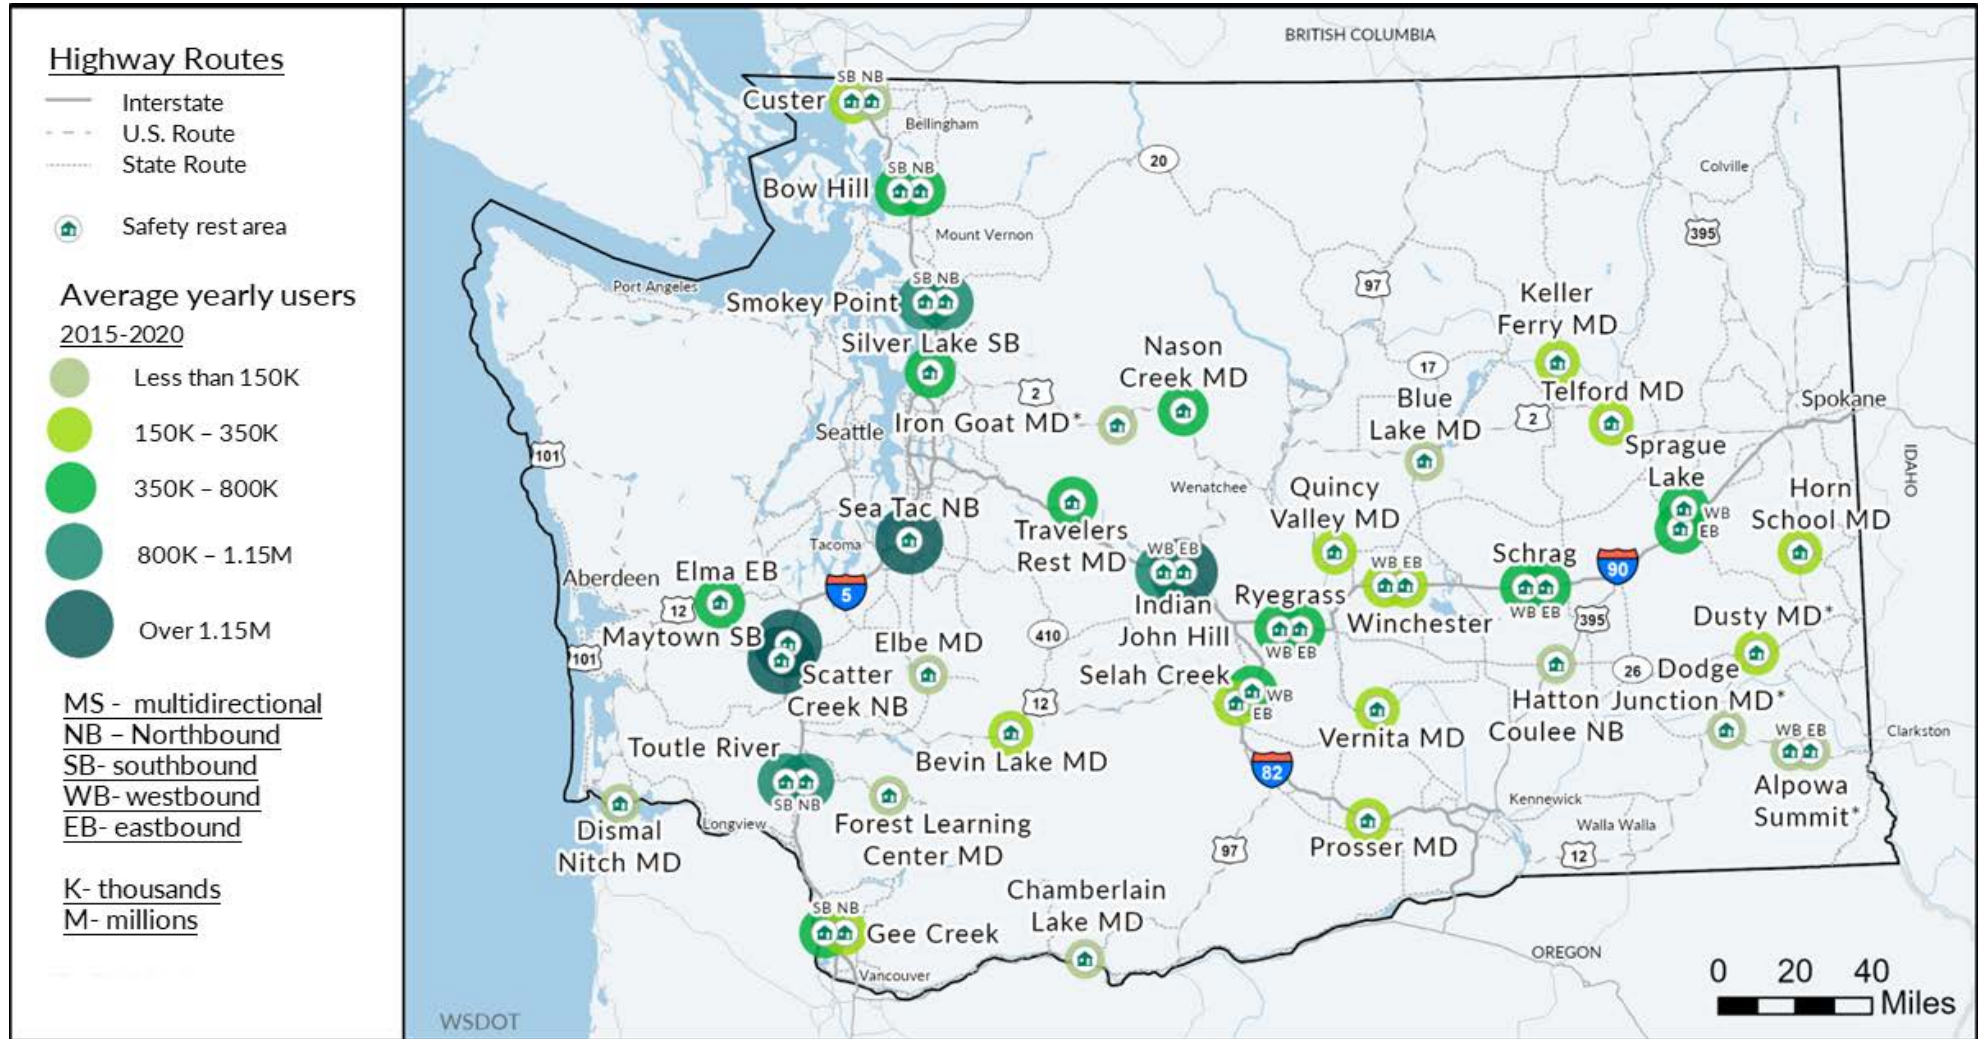 Highway Routes
Interstate
U.S. Route
State Route
Safety rest area
Average yearly users
2015-2020
Less than 150K
150K – 350K
350K – 800K
800K – 1.15M
Over 1.15M
MS - multidirectional
NB – Northbound
SB- southbound
WB- westbound
EB- eastbound
K- thousands
M- millions
BRITISH COLUMBIA
SB NB
Custer
Bellingham
20
Colville
SB NB
Bow Hill
Mount Vernon
395
Port Angeles
SB NB
Smokey Point
97
Keller
Ferry MD
Silver Lake SB
Nason
Creek MD
17
2
Blue
Lake MD
Telford MD
2
Spokane
Seattle
Iron Goat MD*
101
Sprague
Lake
WB
EB
IDAHO
Wenatchee
Quincy
Valley MD
Horn
School MD
Sea Tac NB
Tacoma
Travelers
Rest MD
WB EB
Indian
John Hill
WB EB
Winchester
Schrag
WB EB
90
Aberdeen
Elma EB
12
5
Ryegrass
WB EB
395
Dusty MD*
Maytown SB
101
Scatter
Creek NB
Elbe MD
410
Selah Creek
WB
EB
26
Dodge
Junction MD*
Hatton
Coulee NB
12
Vernita MD
WB EB
Clarkston
Alpowa
Summit*
Toutle River
SB NB
Bevin Lake MD
82
Dismal
Nitch MD
Longview
Forest Learning
Center MD
Prosser MD
Kennewick
Walla Walla
97
12
Chamberlain
Lake MD
SB NB
Gee Creek
Vancouver
OREGON
0 20 40
Miles
WSDOT